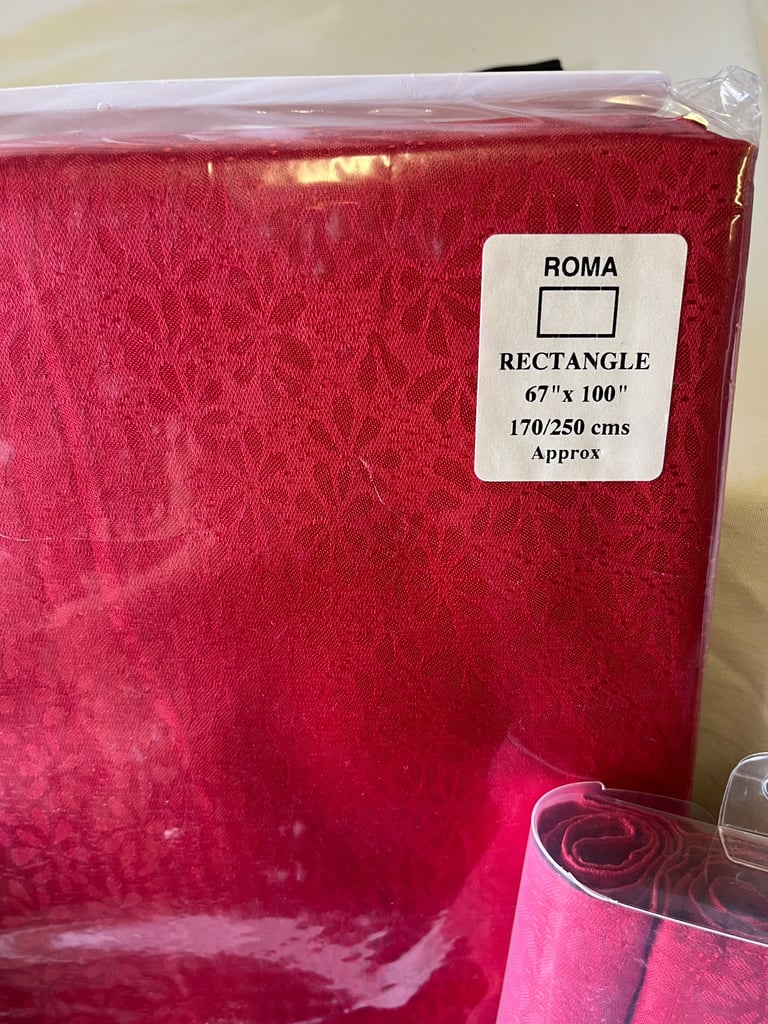 ROMA
RECTANGLE
67"x 100"
170/250 cms
Approx